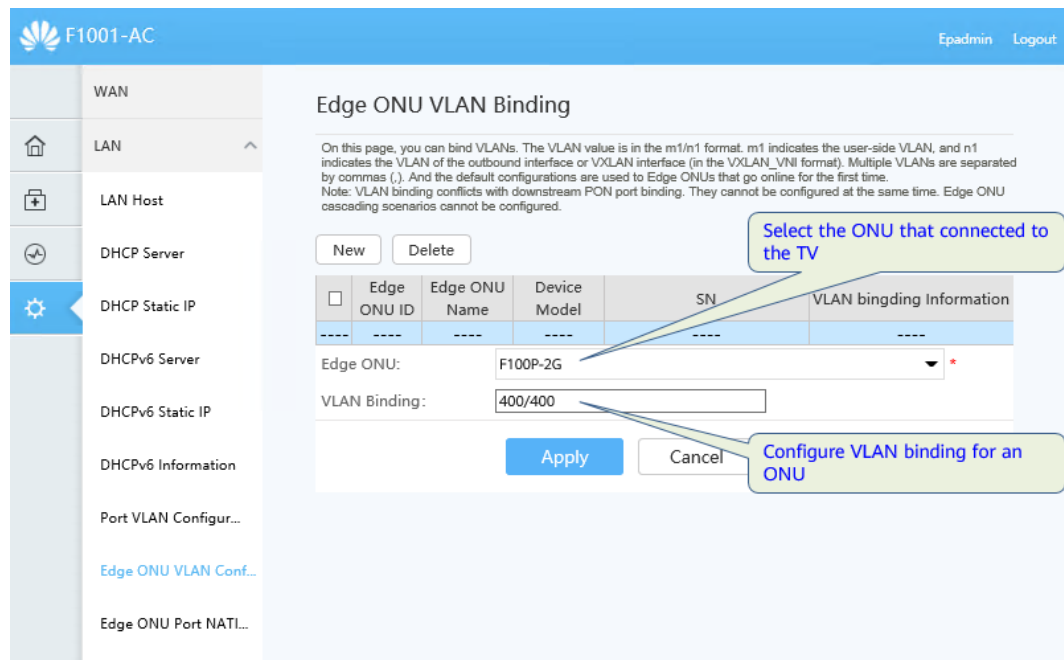 F1001-AC
Epadmin Logout
WAN
LAN
LAN Host
DHCP Server
DHCP Static IP
DHCPv6 Server
DHCPv6 Static IP
DHCPv6 Information
Port VLAN Configur...
Edge ONU VLAN Conf...
Edge ONU Port NATI...
Edge ONU VLAN Binding
On this page, you can bind VLANs. The VLAN value is in the m1/n1 format. m1 indicates the user-side VLAN, and n1
indicates the VLAN of the outbound interface or VXLAN interface (in the VXLAN_VNI format). Multiple VLANs are separated
by commas (,). And the default configurations are used to Edge ONUs that go online for the first time.
Note: VLAN binding conflicts with downstream PON port binding. They cannot be configured at the same time. Edge ONU
cascading scenarios cannot be configured.
Select the ONU that connected to
the TV
New Delete
Edge Edge ONU Device
ONU ID Name Model SN VLAN bingding Information
---- ---- ---- ---- ---- ----
Edge ONU: F100P-2G *
VLAN Binding: 400/400
Apply Cancel
Configure VLAN binding for an
ONU